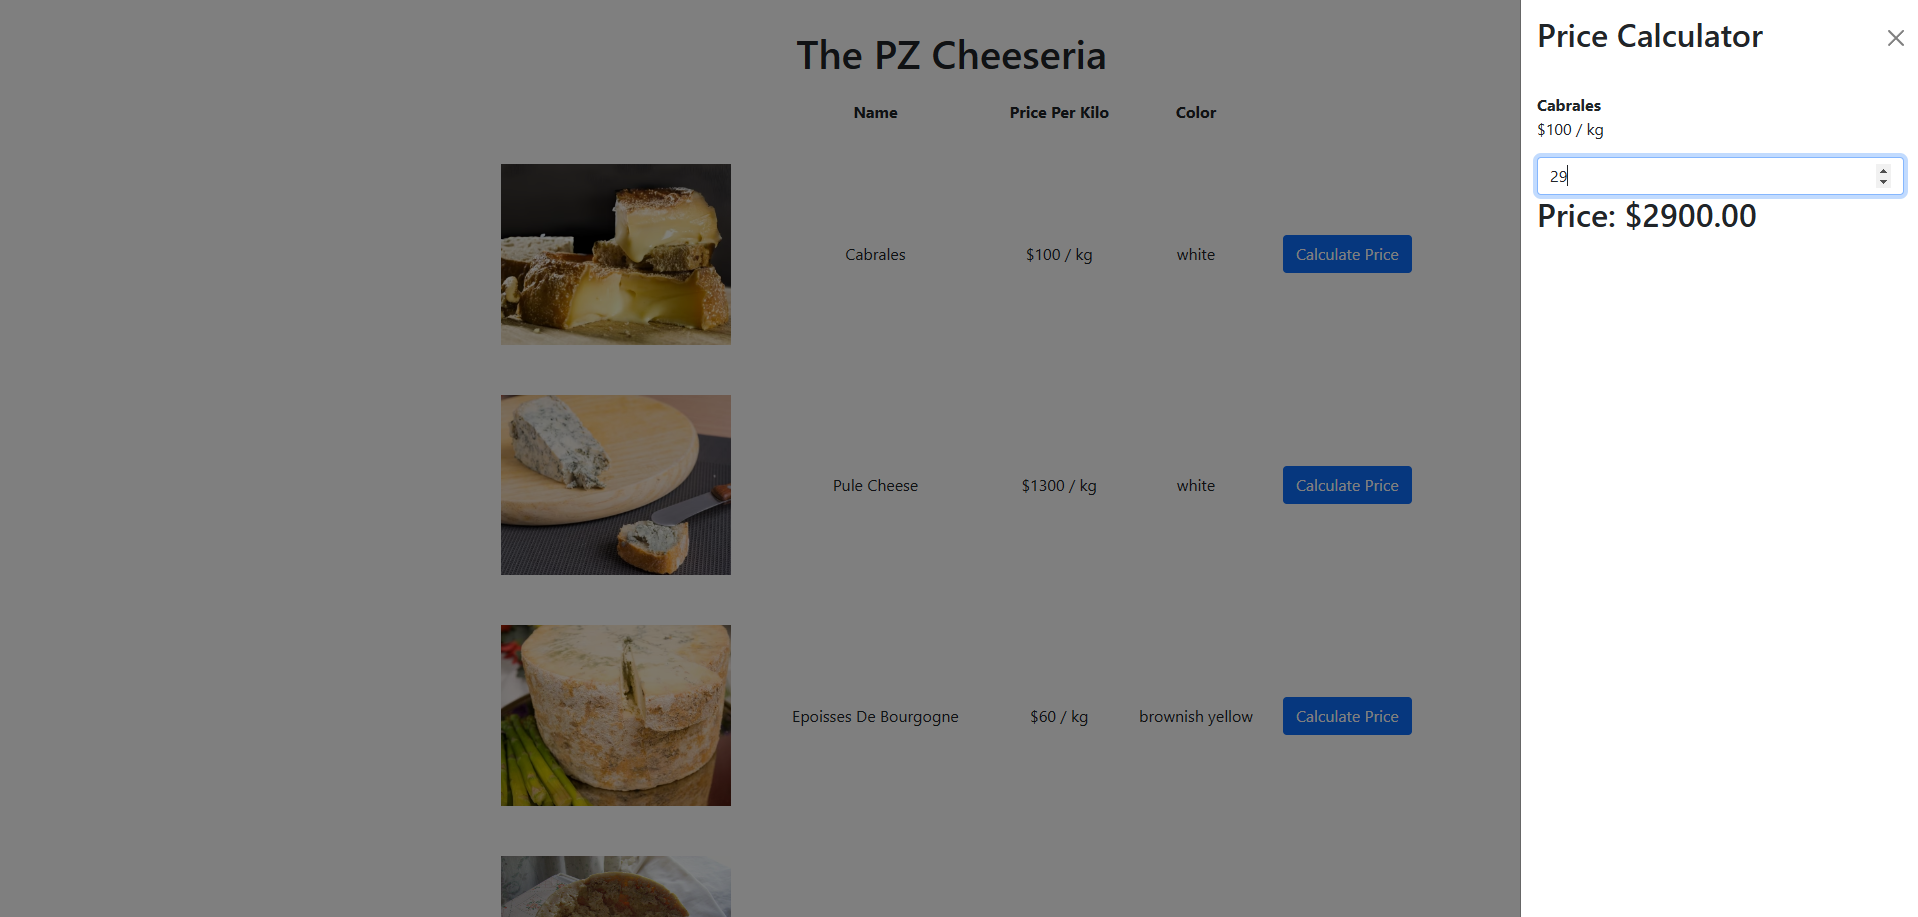 The PZ Cheeseria
Name Price Per Kilo Color
Cabrales $100 / kg white Calculate Price
Pule Cheese $1300 / kg white Calculate Price
Epoisses De Bourgogne $60 / kg brownish yellow Calculate Price
Price Calculator
Cabrales
$100 / kg
29
Price: $2900.00